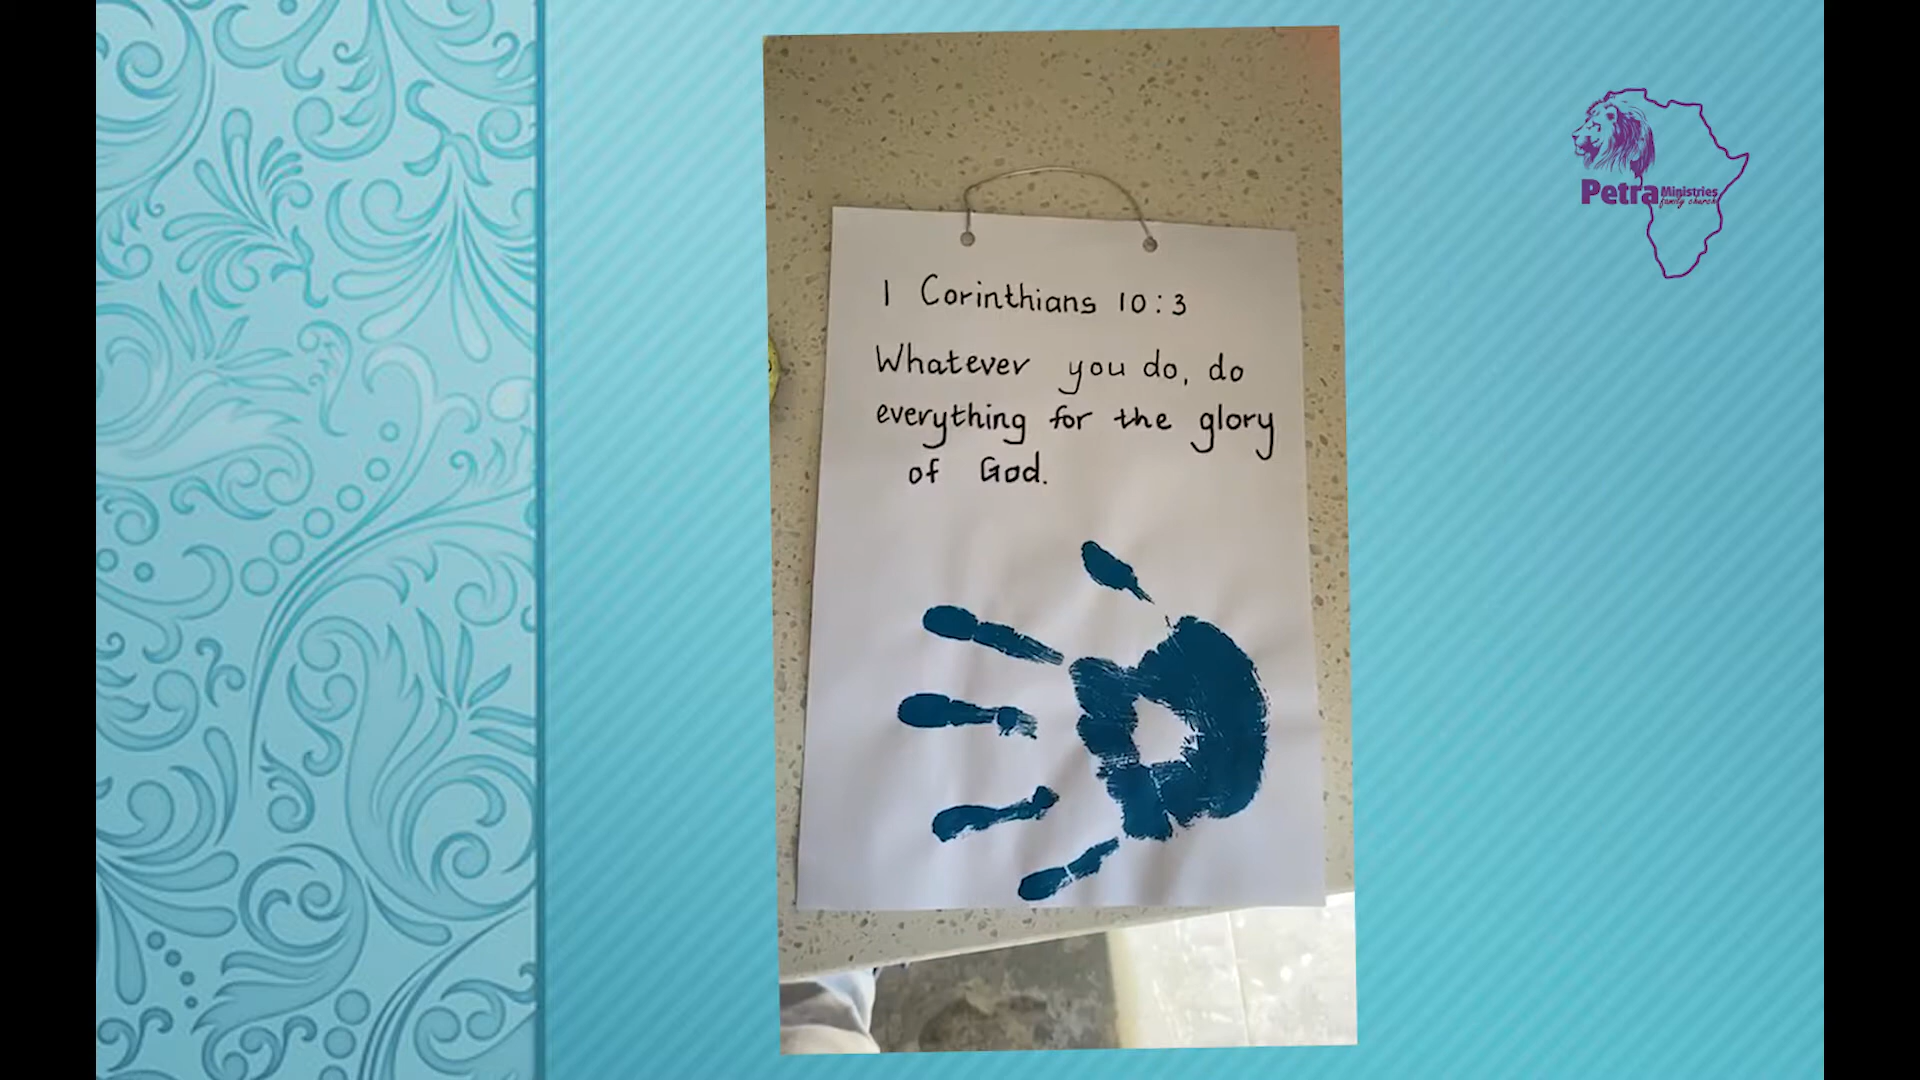 1 Corinthians 10:3
Whatever you do, do
everything for the glory
of God.
Petra Ministries
family church